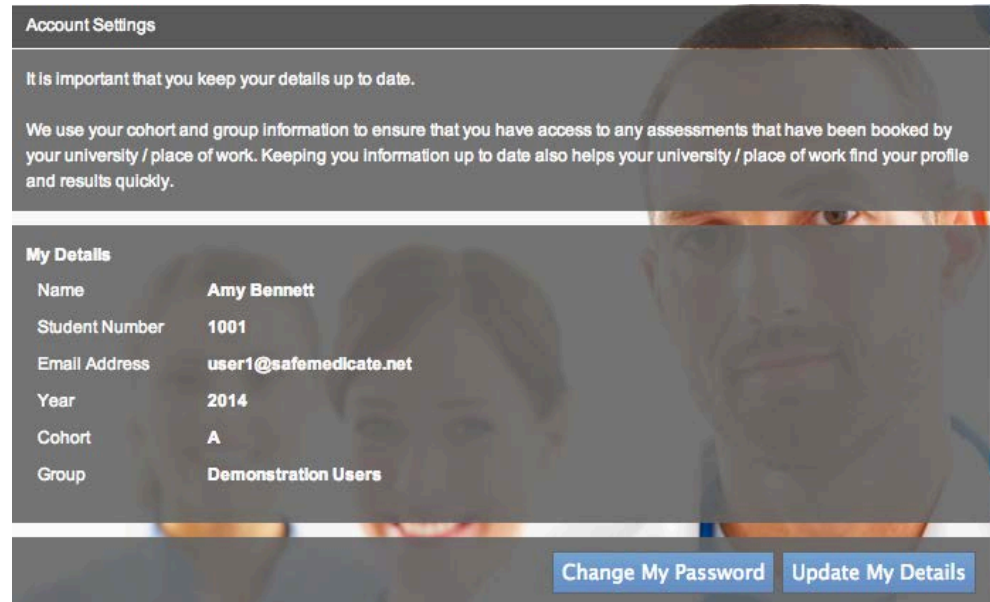 Account Settings
It is important that you keep your details up to date.
We use your cohort and group information to ensure that you have access to any assessments that have been booked by
your university / place of work. Keeping you information up to date also helps your university / place of work find your profile
and results quickly.
My Details
Name Amy Bennett
Student Number 1001
Email Address user1@safemedicate.net
Year 2014
Cohort A
Group Demonstration Users
Change My Password Update My Details